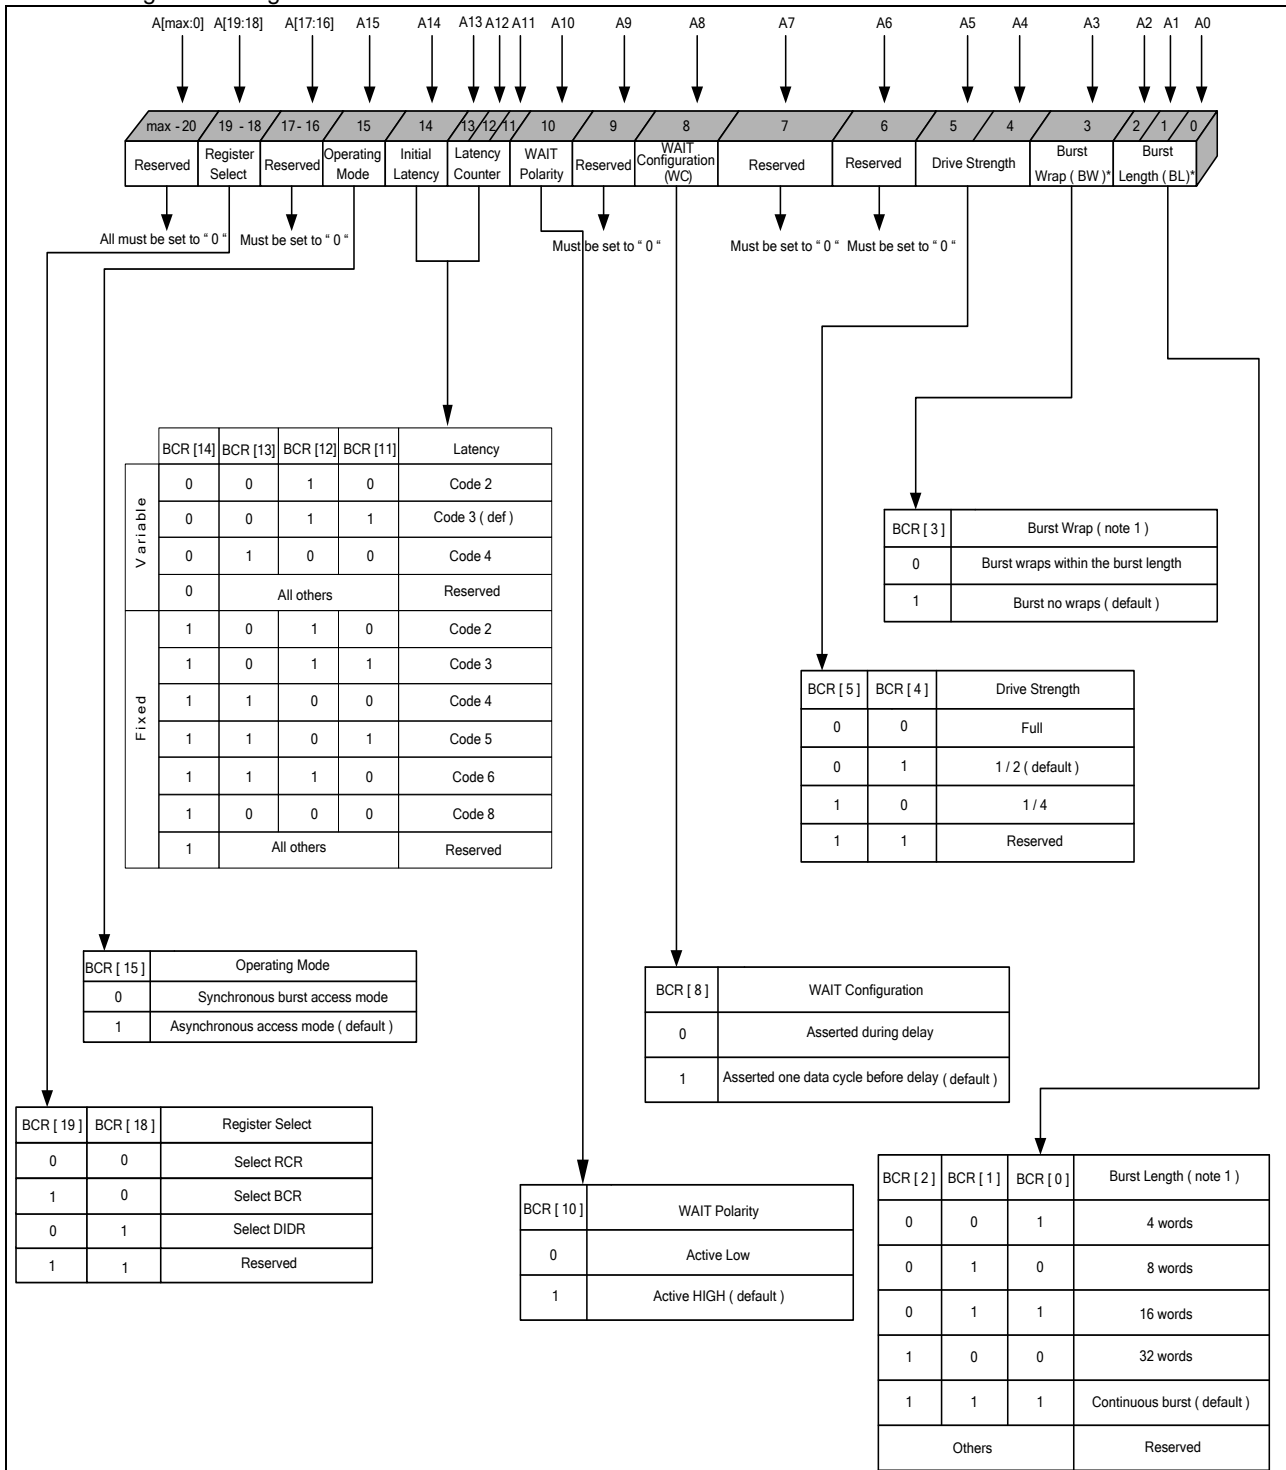 A[max:0] A[19:18] A[17:16] A15 A14 A13 A12 A11 A10 A9 A8 A7 A6 A5 A4 A3 A2 A1 A0
max - 20 19 - 18 17 - 16 15 14 13 12 11 10 9 8 7 6 5 4 3 2 1 0
Reserved Register Select Reserved Operating Mode Initial Latency Latency Counter WAIT Polarity Reserved WAIT Configuration (WC) Reserved Reserved Drive Strength Burst Wrap ( BW )* Burst Length ( BL)*
All must be set to “ 0 “ Must be set to “ 0 “ Must be set to “ 0 “ Must be set to “ 0 “ Must be set to “ 0 “
BCR [14] BCR [13] BCR [12] BCR [11] Latency
Variable
0 0 1 0 Code 2
0 0 1 1 Code 3 ( def )
0 1 0 0 Code 4
0 All others Reserved
Fixed
1 0 1 0 Code 2
1 0 1 1 Code 3
1 1 0 0 Code 4
1 1 0 1 Code 5
1 1 1 0 Code 6
1 0 0 0 Code 8
1 All others Reserved
BCR [ 3 ] Burst Wrap ( note 1 )
0 Burst wraps within the burst length
1 Burst no wraps ( default )
BCR [ 5 ] BCR [ 4 ] Drive Strength
0 0 Full
0 1 1 / 2 ( default )
1 0 1 / 4
1 1 Reserved
BCR [ 15 ] Operating Mode
0 Synchronous burst access mode
1 Asynchronous access mode ( default )
BCR [ 8 ] WAIT Configuration
0 Asserted during delay
1 Asserted one data cycle before delay ( default )
BCR [ 19 ] BCR [ 18 ] Register Select
0 0 Select RCR
1 0 Select BCR
0 1 Select DIDR
1 1 Reserved
BCR [ 10 ] WAIT Polarity
0 Active Low
1 Active HIGH ( default )
BCR [ 2 ] BCR [ 1 ] BCR [ 0 ] Burst Length ( note 1 )
0 0 1 4 words
0 1 0 8 words
0 1 1 16 words
1 0 0 32 words
1 1 1 Continuous burst ( default )
Others Reserved